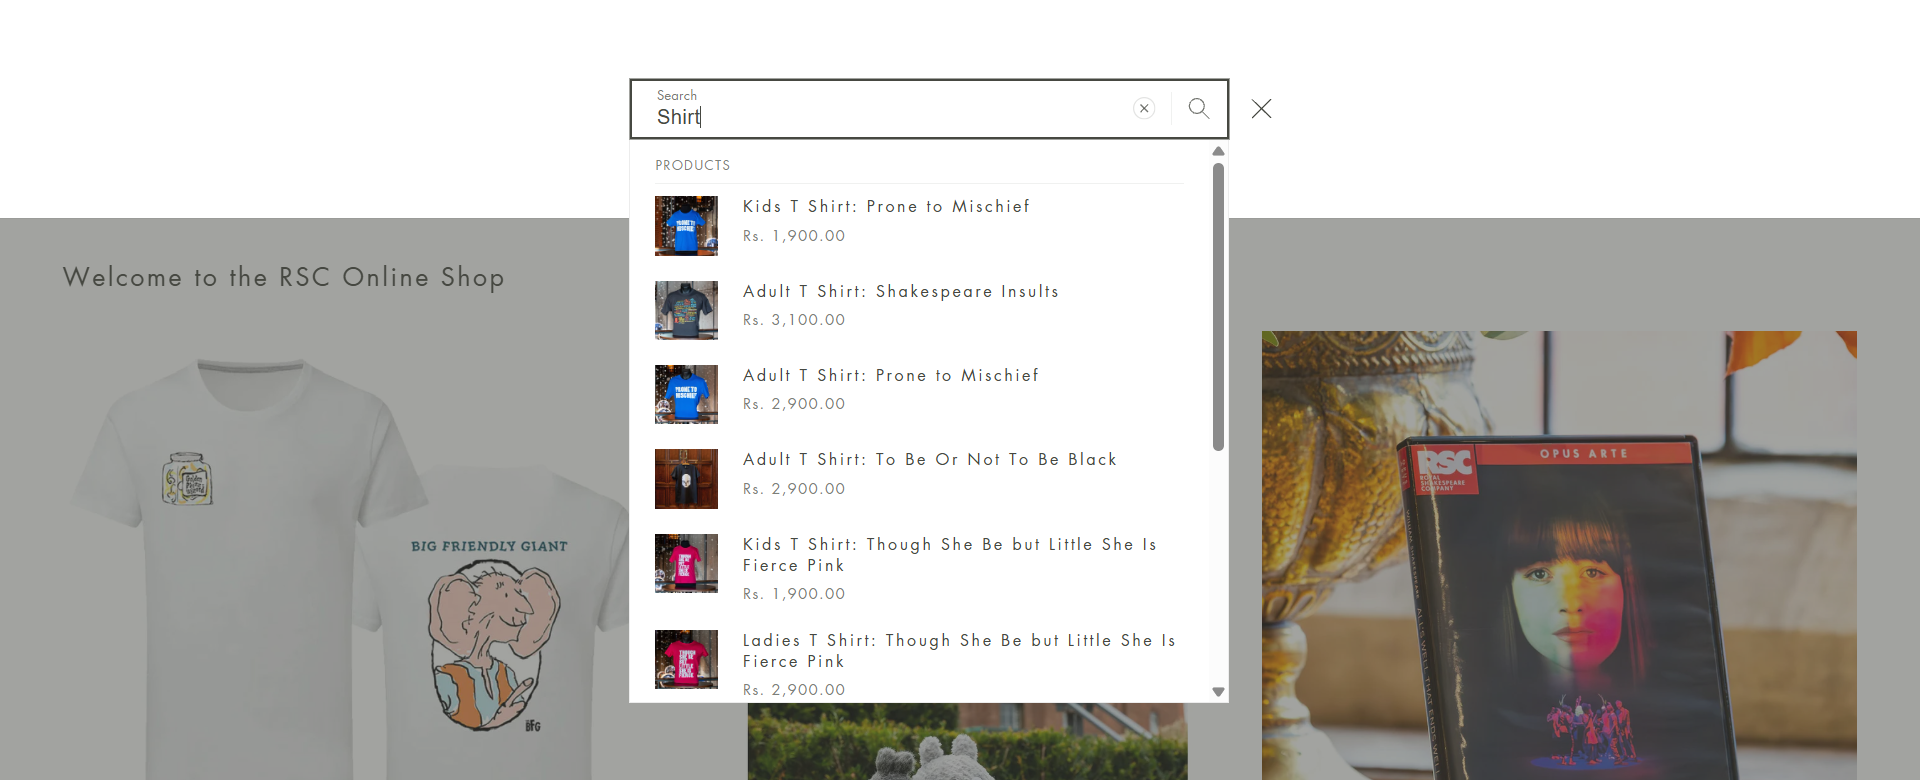 Search
Shirt
PRODUCTS
Kids T Shirt: Prone to Mischief
Rs. 1,900.00
Adult T Shirt: Shakespeare Insults
Rs. 3,100.00
Adult T Shirt: Prone to Mischief
Rs. 2,900.00
Adult T Shirt: To Be Or Not To Be Black
Rs. 2,900.00
Kids T Shirt: Though She Be but Little She Is
Fierce Pink
Rs. 1,900.00
Ladies T Shirt: Though She Be but Little She Is
Fierce Pink
Rs. 2,900.00
Welcome to the RSC Online Shop
BIG FRIENDLY GIANT
BFG
OPUS ARTE
RSC
ROYAL
SHAKESPEARE
COMPANY
PRONE TO
MISCHIEF